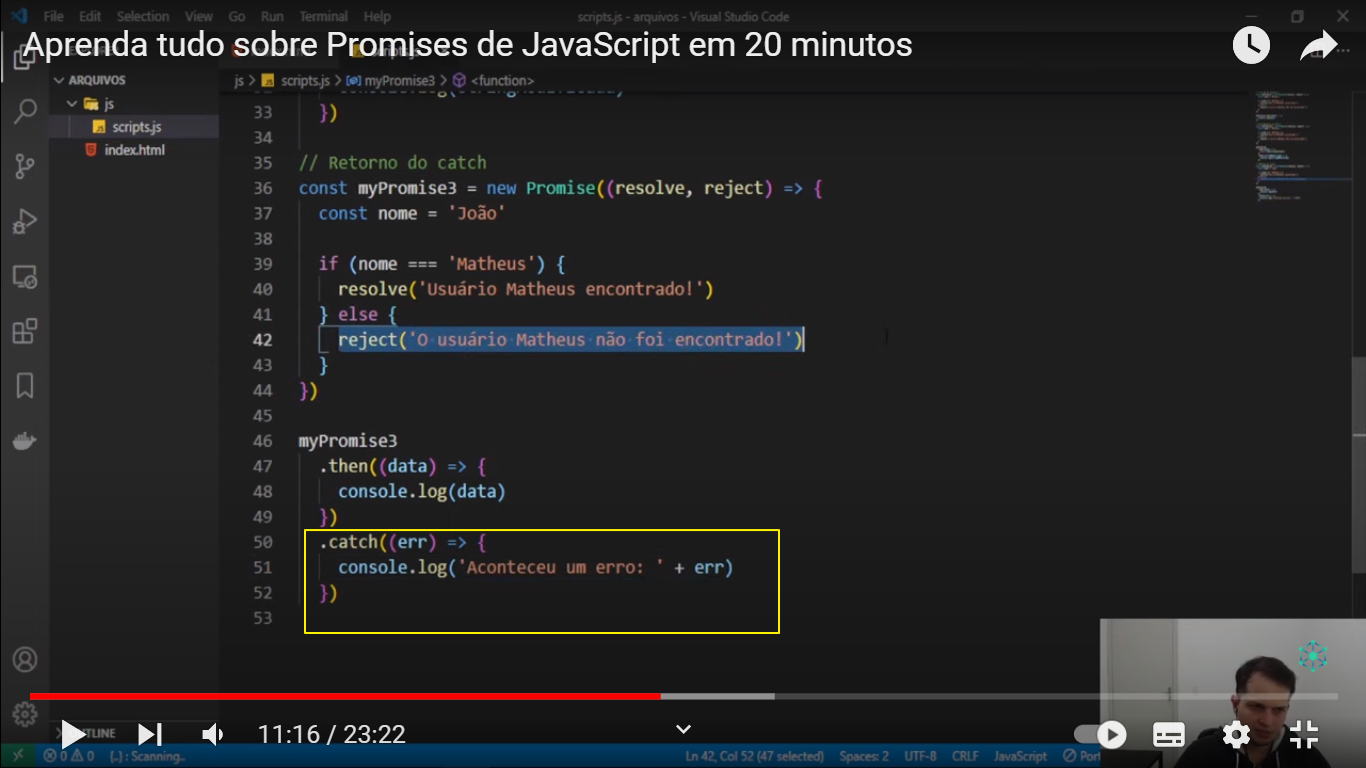 File Edit Selection View Go Run Terminal Help scripts.js - arquivos - Visual Studio Code
Aprenda tudo sobre Promises de JavaScript em 20 minutos
ARQUIVOS
js
scripts.js
index.html
js > scripts.js > myPromise3 > <function>
33 })
34
35 // Retorno do catch
36 const myPromise3 = new Promise((resolve, reject) => {
37 const nome = 'João'
38
39 if (nome === 'Matheus') {
40 resolve('Usuário Matheus encontrado!')
41 } else {
42 reject('O usuário Matheus não foi encontrado!')
43 }
44 })
45
46 myPromise3
47 .then((data) => {
48 console.log(data)
49 })
50 .catch((err) => {
51 console.log('Aconteceu um erro: ' + err)
52 })
53
11:16 / 23:22
0 0 {..} : Scanning.. Ln 42, Col 52 (47 selected) Spaces: 2 UTF-8 CRLF JavaScript